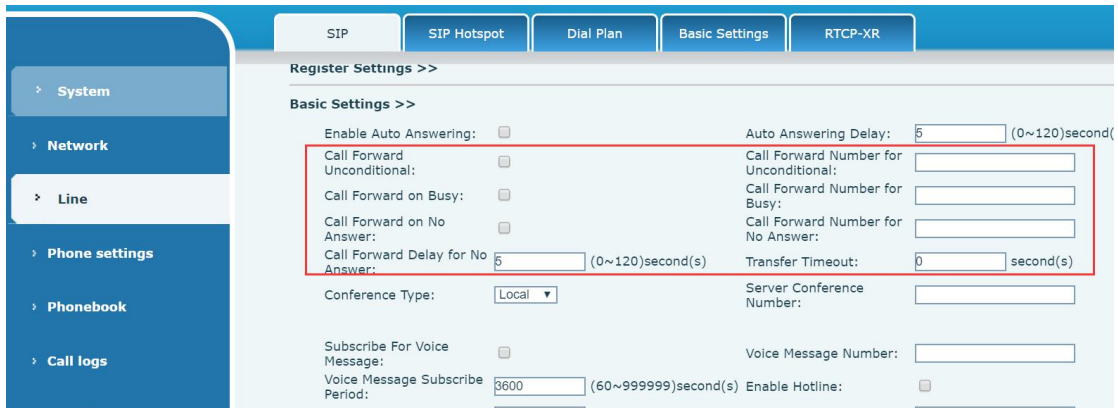 SIP SIP Hotspot Dial Plan Basic Settings RTCP-XR
System
Network
Line
Phone settings
Phonebook
Call logs
Register Settings >>
Basic Settings >>
Enable Auto Answering: Auto Answering Delay: 5 (0~120)second(
Call Forward
Unconditional:
Call Forward Number for
Unconditional:
Call Forward on Busy:
Call Forward Number for
Busy:
Call Forward on No
Answer:
Call Forward Number for
No Answer:
Call Forward Delay for No
Answer:
5 (0~120)second(s) Transfer Timeout: 0 second(s)
Conference Type: Local
Server Conference
Number:
Subscribe For Voice
Message:
Voice Message Number:
Voice Message Subscribe
Period:
3600 (60~999999)second(s) Enable Hotline: